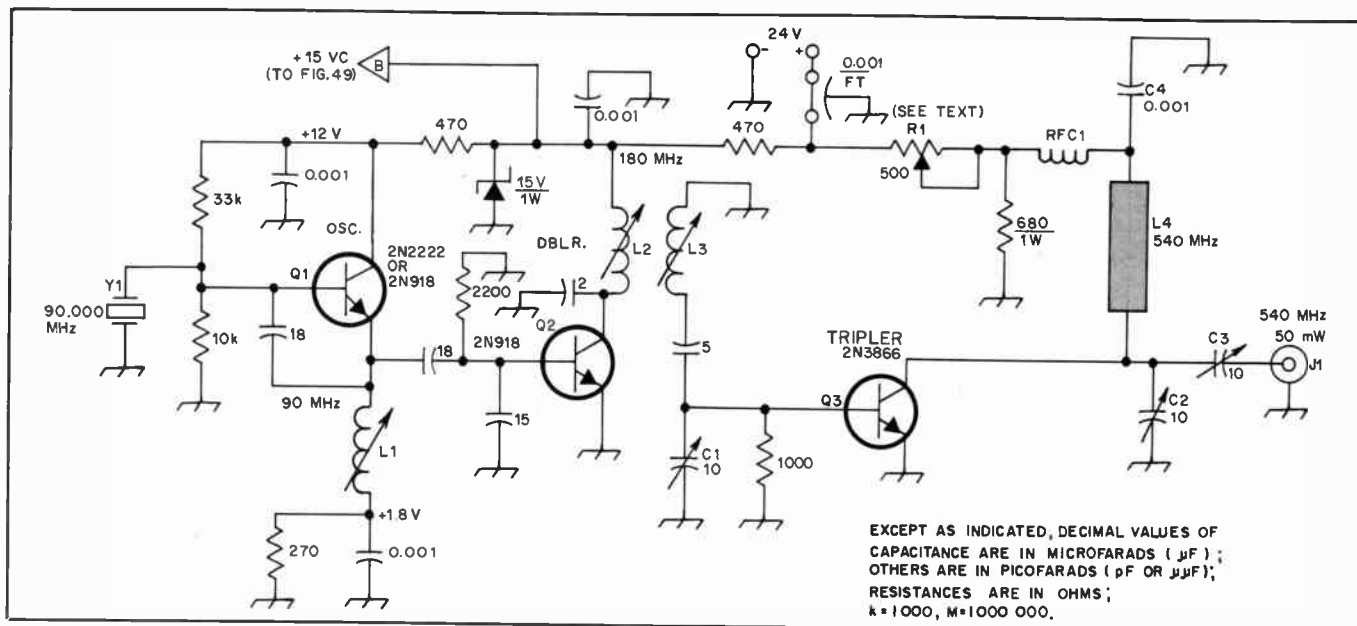 +15 VC
(TO FIG.49)
B
24 V
-
+
0.001
FT
C4
0.001
0.001
(SEE TEXT)
R1
500
RFC1
+12 V
470
470
180 MHz
0.001
15V
1W
33k
OSC.
2N2222
OR
2N918
Q1
Y1
90.000
MHz
10k
18
2200
DBLR.
L2
L3
2
Q2
18
2N918
15
90 MHz
L1
+1.8 V
270
0.001
5
C1
10
1000
TRIPLER
2N3866
Q3
680
1W
L4
540 MHz
540 MHz
50 mW
C3
10
J1
C2
10
EXCEPT AS INDICATED, DECIMAL VALUES OF
CAPACITANCE ARE IN MICROFARADS ( µF ) ;
OTHERS ARE IN PICOFARADS ( pF OR µµF);
RESISTANCES ARE IN OHMS;
k=1000, M=1000 000.